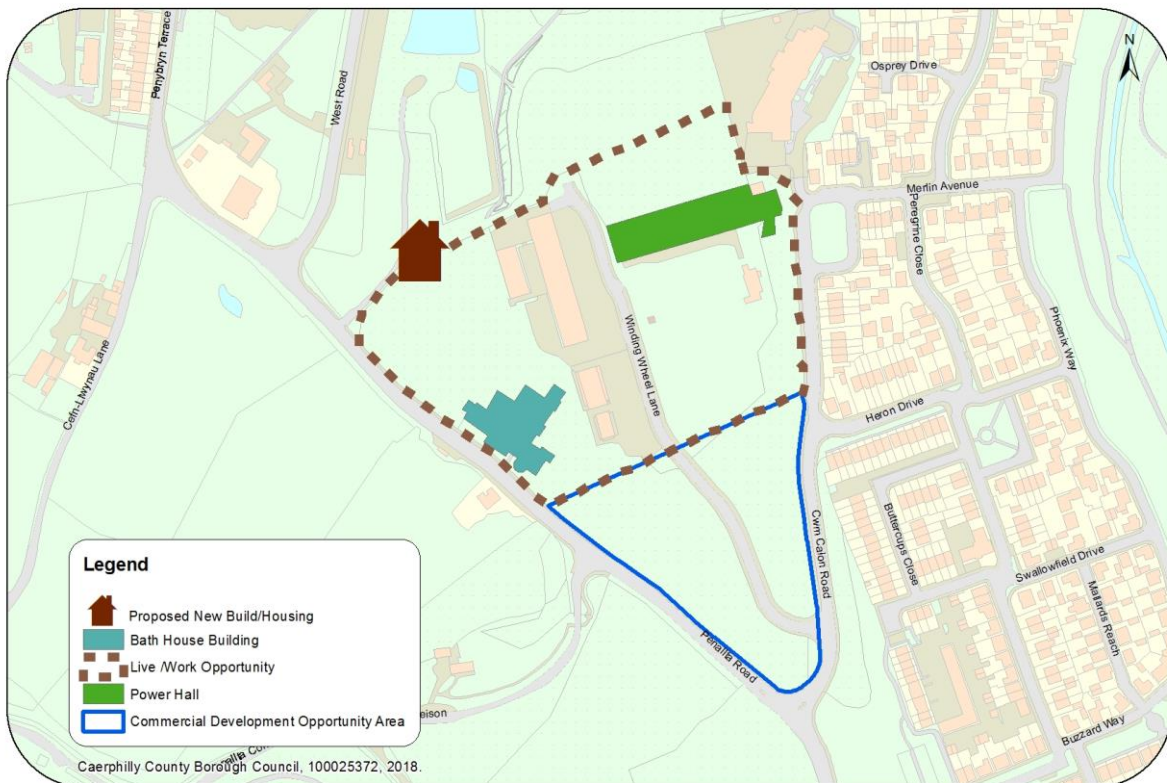 N
Osprey Drive
Penybryn Terrace
West Road
Merlin Avenue
Peregrine Close
Phoenix Way
Winding Wheel Lane
Cefn-Llwynau Lane
Heron Drive
Cwm Calon Road
Buttercups Close
Swallowfield Drive
Mallards Reach
Penallta Road
Buzzard Way
eison
Legend
Proposed New Build/Housing
Bath House Building
Live /Work Opportunity
Power Hall
Commercial Development Opportunity Area
Caerphilly County Borough Council, 100025372, 2018.